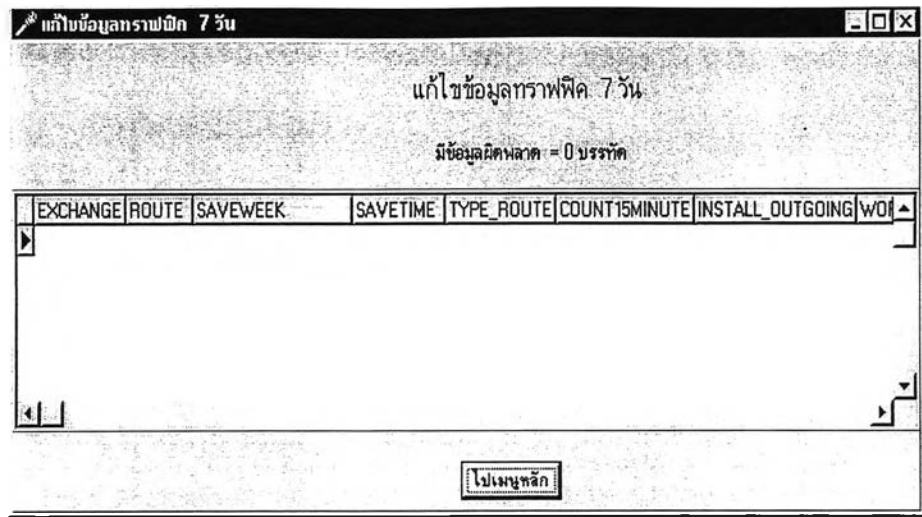 แก้ไขข้อมูลทราฟฟิก 7 วัน
แก้ไขข้อมูลทราฟฟิค 7 วัน
มีข้อมูลผิดพลาด = 0 บรรทัด
EXCHANGE ROUTE SAVEWEEK SAVETIME TYPE_ROUTE COUNT15MINUTE INSTALL_OUTGOING
ไปเมนูหลัก